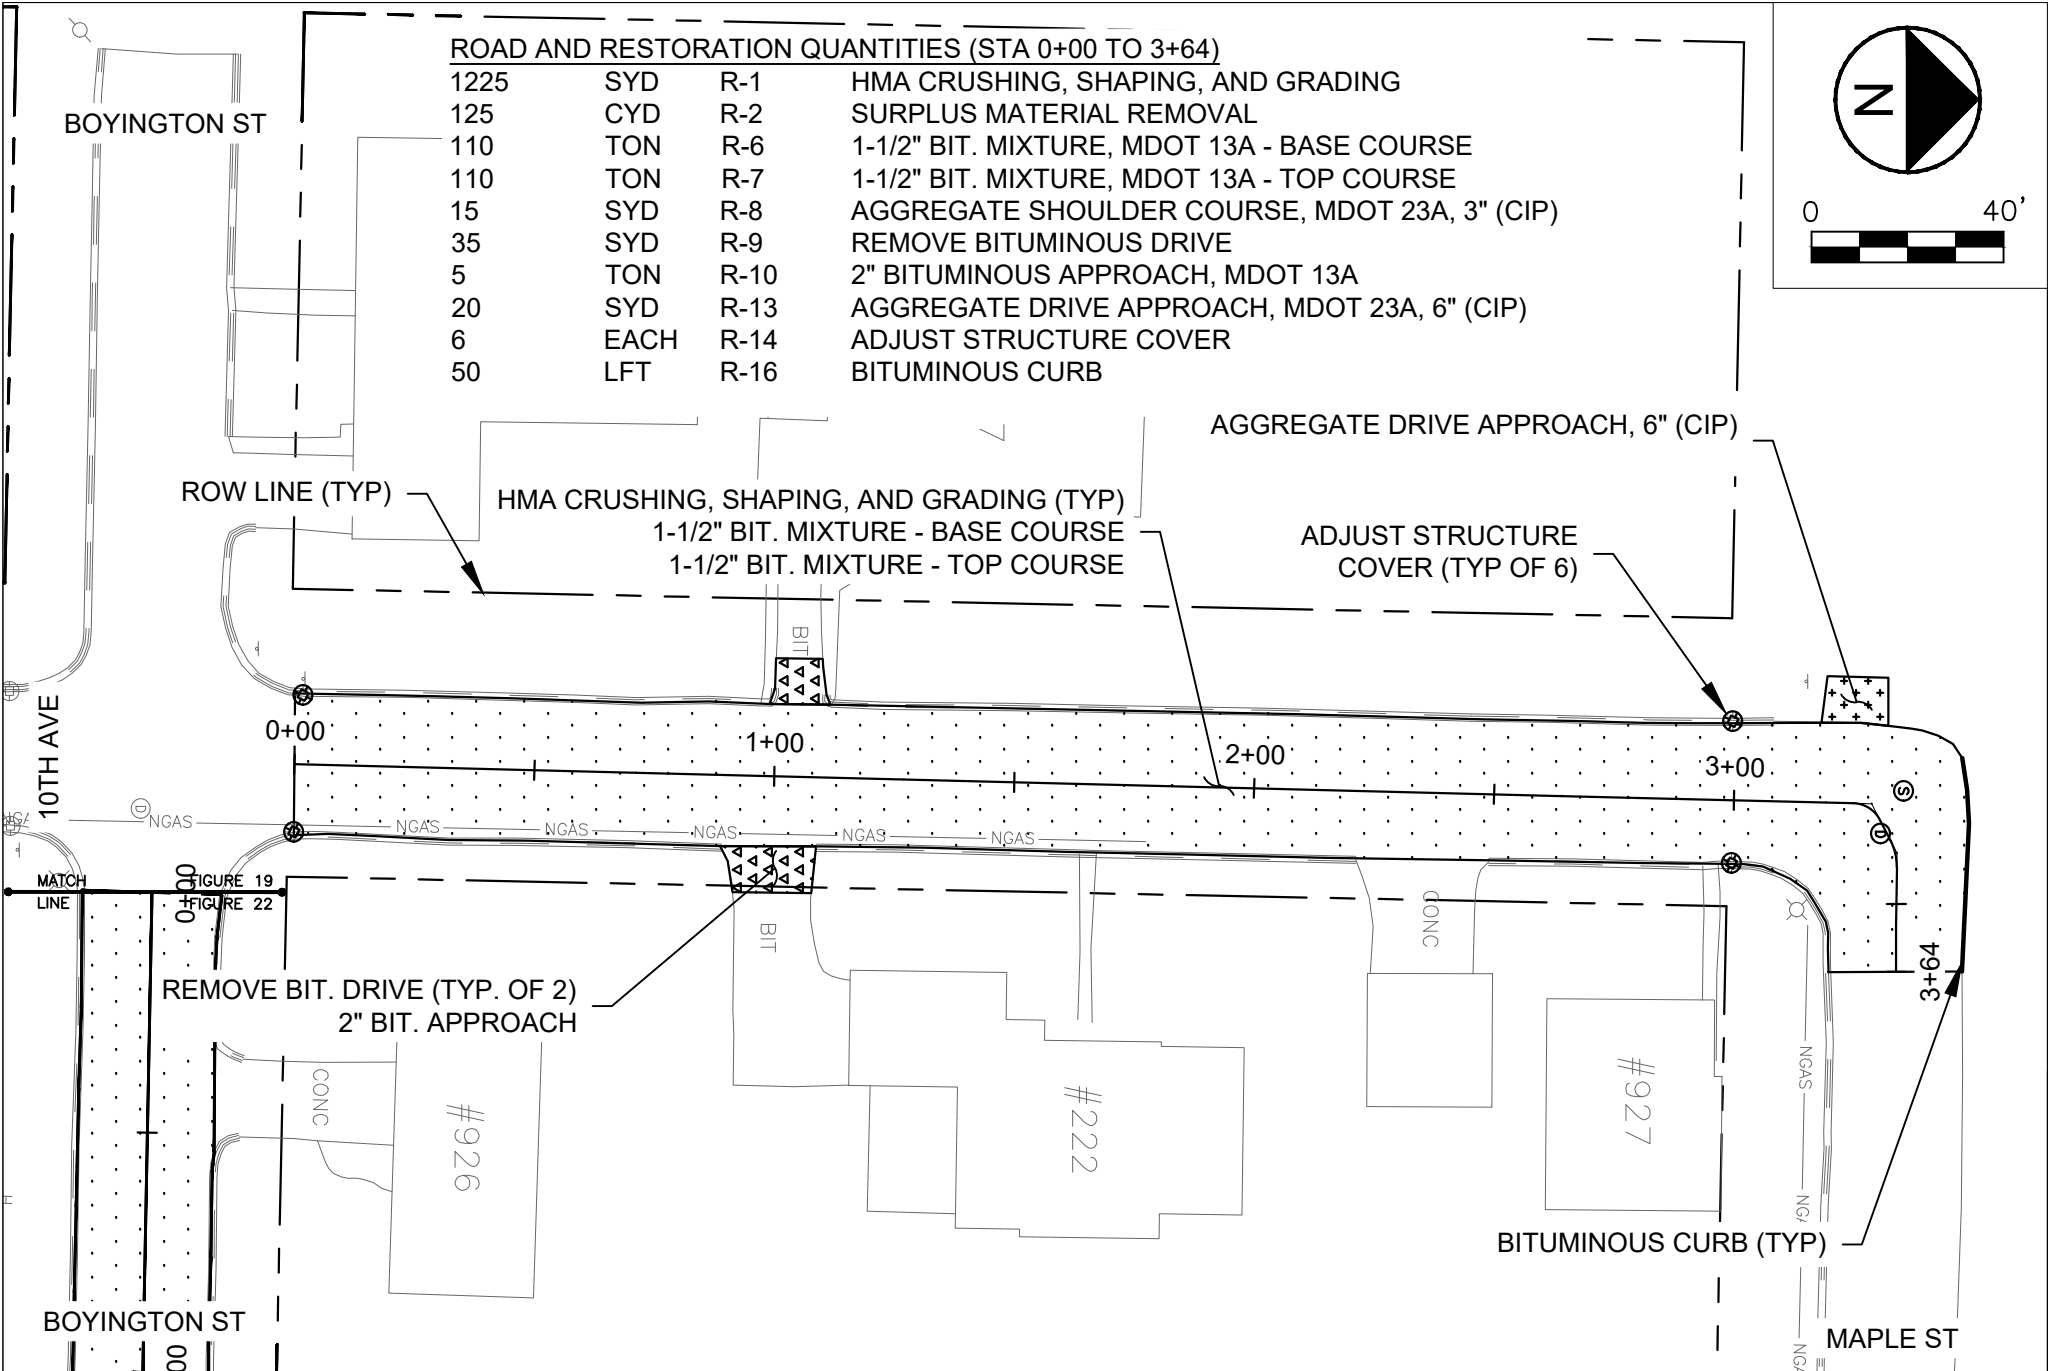 ROAD AND RESTORATION QUANTITIES (STA 0+00 TO 3+64)
1225 SYD R-1 HMA CRUSHING, SHAPING, AND GRADING
125 CYD R-2 SURPLUS MATERIAL REMOVAL
110 TON R-6 1-1/2" BIT. MIXTURE, MDOT 13A - BASE COURSE
110 TON R-7 1-1/2" BIT. MIXTURE, MDOT 13A - TOP COURSE
15 SYD R-8 AGGREGATE SHOULDER COURSE, MDOT 23A, 3" (CIP)
35 SYD R-9 REMOVE BITUMINOUS DRIVE
5 TON R-10 2" BITUMINOUS APPROACH, MDOT 13A
20 SYD R-13 AGGREGATE DRIVE APPROACH, MDOT 23A, 6" (CIP)
6 EACH R-14 ADJUST STRUCTURE COVER
50 LFT R-16 BITUMINOUS CURB
N
0 40'
BOYINGTON ST
AGGREGATE DRIVE APPROACH, 6" (CIP)
ROW LINE (TYP)
HMA CRUSHING, SHAPING, AND GRADING (TYP)
1-1/2" BIT. MIXTURE - BASE COURSE
1-1/2" BIT. MIXTURE - TOP COURSE
ADJUST STRUCTURE
COVER (TYP OF 6)
BIT
10TH AVE
0+00
1+00
2+00
3+00
S
D
D
NGAS
NGAS
NGAS
NGAS
NGAS
NGAS
MATCH
LINE
FIGURE 19
FIGURE 22
0+00
BIT
CONC
3+64
REMOVE BIT. DRIVE (TYP. OF 2)
2" BIT. APPROACH
CONC
#926
#222
#927
NGAS
BITUMINOUS CURB (TYP)
BOYINGTON ST
00
MAPLE ST